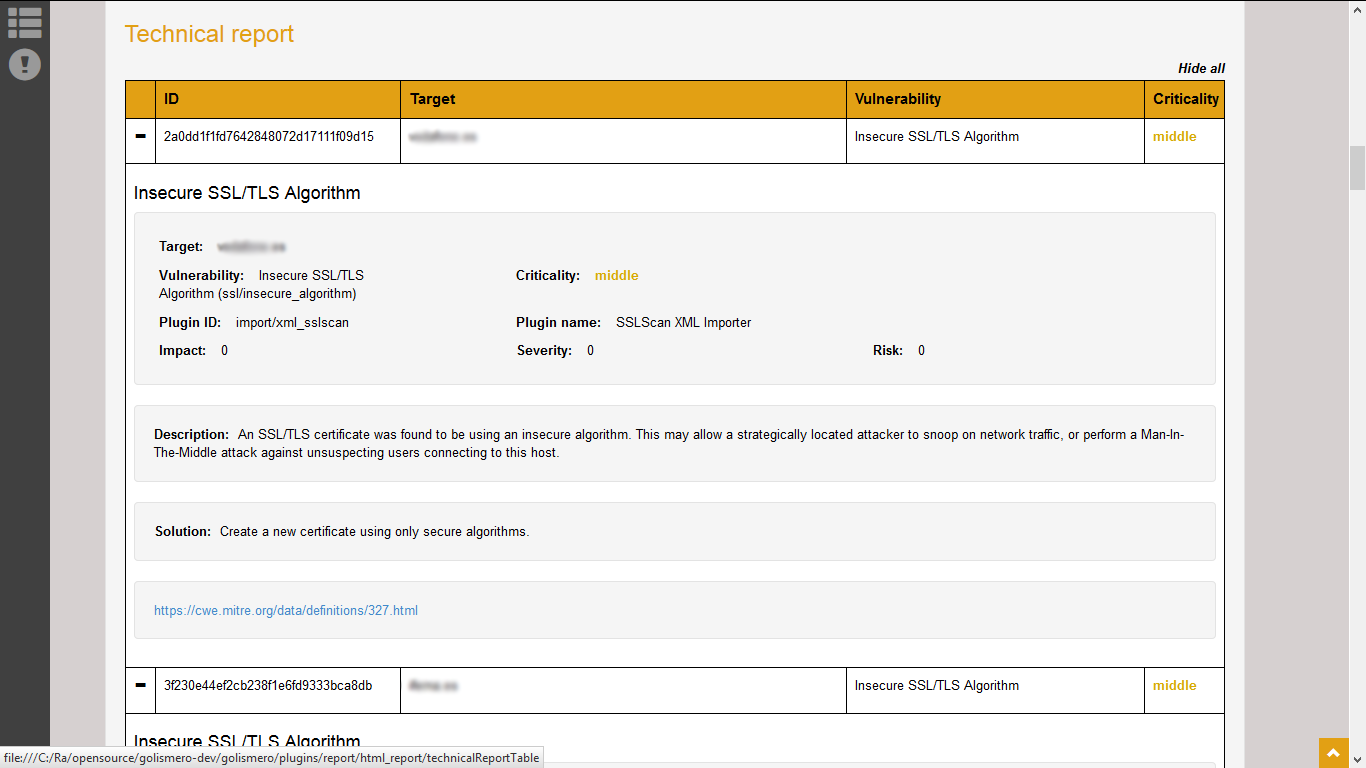 Technical report
Hide all
ID Target Vulnerability Criticality
2a0dd1f1fd7642848072d17111f09d15 Insecure SSL/TLS Algorithm middle
Insecure SSL/TLS Algorithm
Target:
Vulnerability: Insecure SSL/TLS Criticality: middle
Algorithm (ssl/insecure_algorithm)
Plugin ID: import/xml_sslscan Plugin name: SSLScan XML Importer
Impact: 0 Severity: 0 Risk: 0
Description: An SSL/TLS certificate was found to be using an insecure algorithm. This may allow a strategically located attacker to snoop on network traffic, or perform a Man-In-
The-Middle attack against unsuspecting users connecting to this host.
Solution: Create a new certificate using only secure algorithms.
https://cwe.mitre.org/data/definitions/327.html
3f230e44ef2cb238f1e6fd9333bca8db Insecure SSL/TLS Algorithm middle
Insecure SSL/TLS Algorithm
file:///C:/Ra/opensource/golismero-dev/golismero/plugins/report/html_report/technicalReportTable